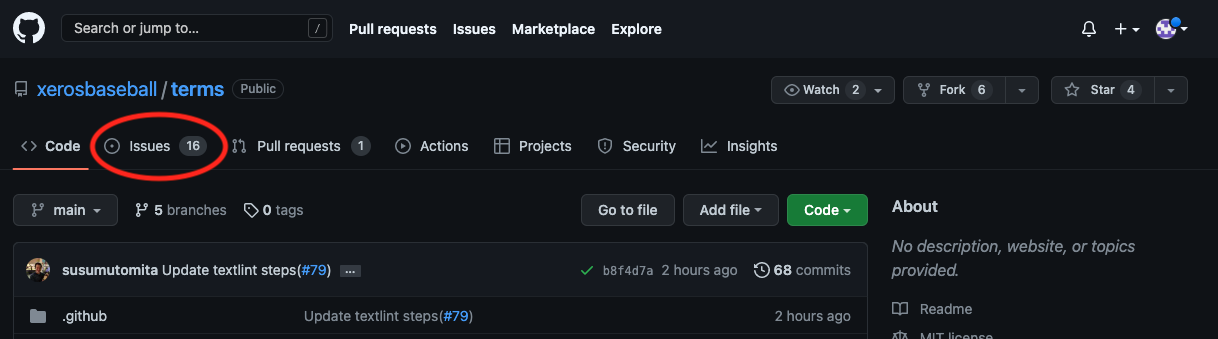 Search or jump to... /
Pull requests Issues Marketplace Explore
xerosbaseball / terms Public
Watch 2 Fork 6 Star 4
Code Issues 16 Pull requests 1 Actions Projects Security Insights
main 5 branches 0 tags Go to file Add file Code
susumutomita Update textlint steps(#79) ... b8f4d7a 2 hours ago 68 commits
.github Update textlint steps(#79) 2 hours ago
About
No description, website, or topics
provided.
Readme
MIT license